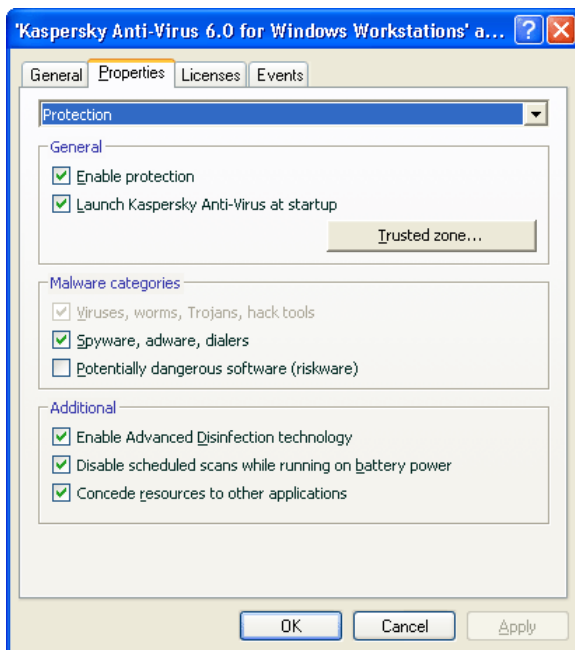 'Kaspersky Anti-Virus 6.0 for Windows Workstations' a... ?
General Properties Licenses Events
Protection
General
Enable protection
Launch Kaspersky Anti-Virus at startup
Trusted zone...
Malware categories
Viruses, worms, Trojans, hack tools
Spyware, adware, dialers
Potentially dangerous software (riskware)
Additional
Enable Advanced Disinfection technology
Disable scheduled scans while running on battery power
Concede resources to other applications
OK Cancel Apply